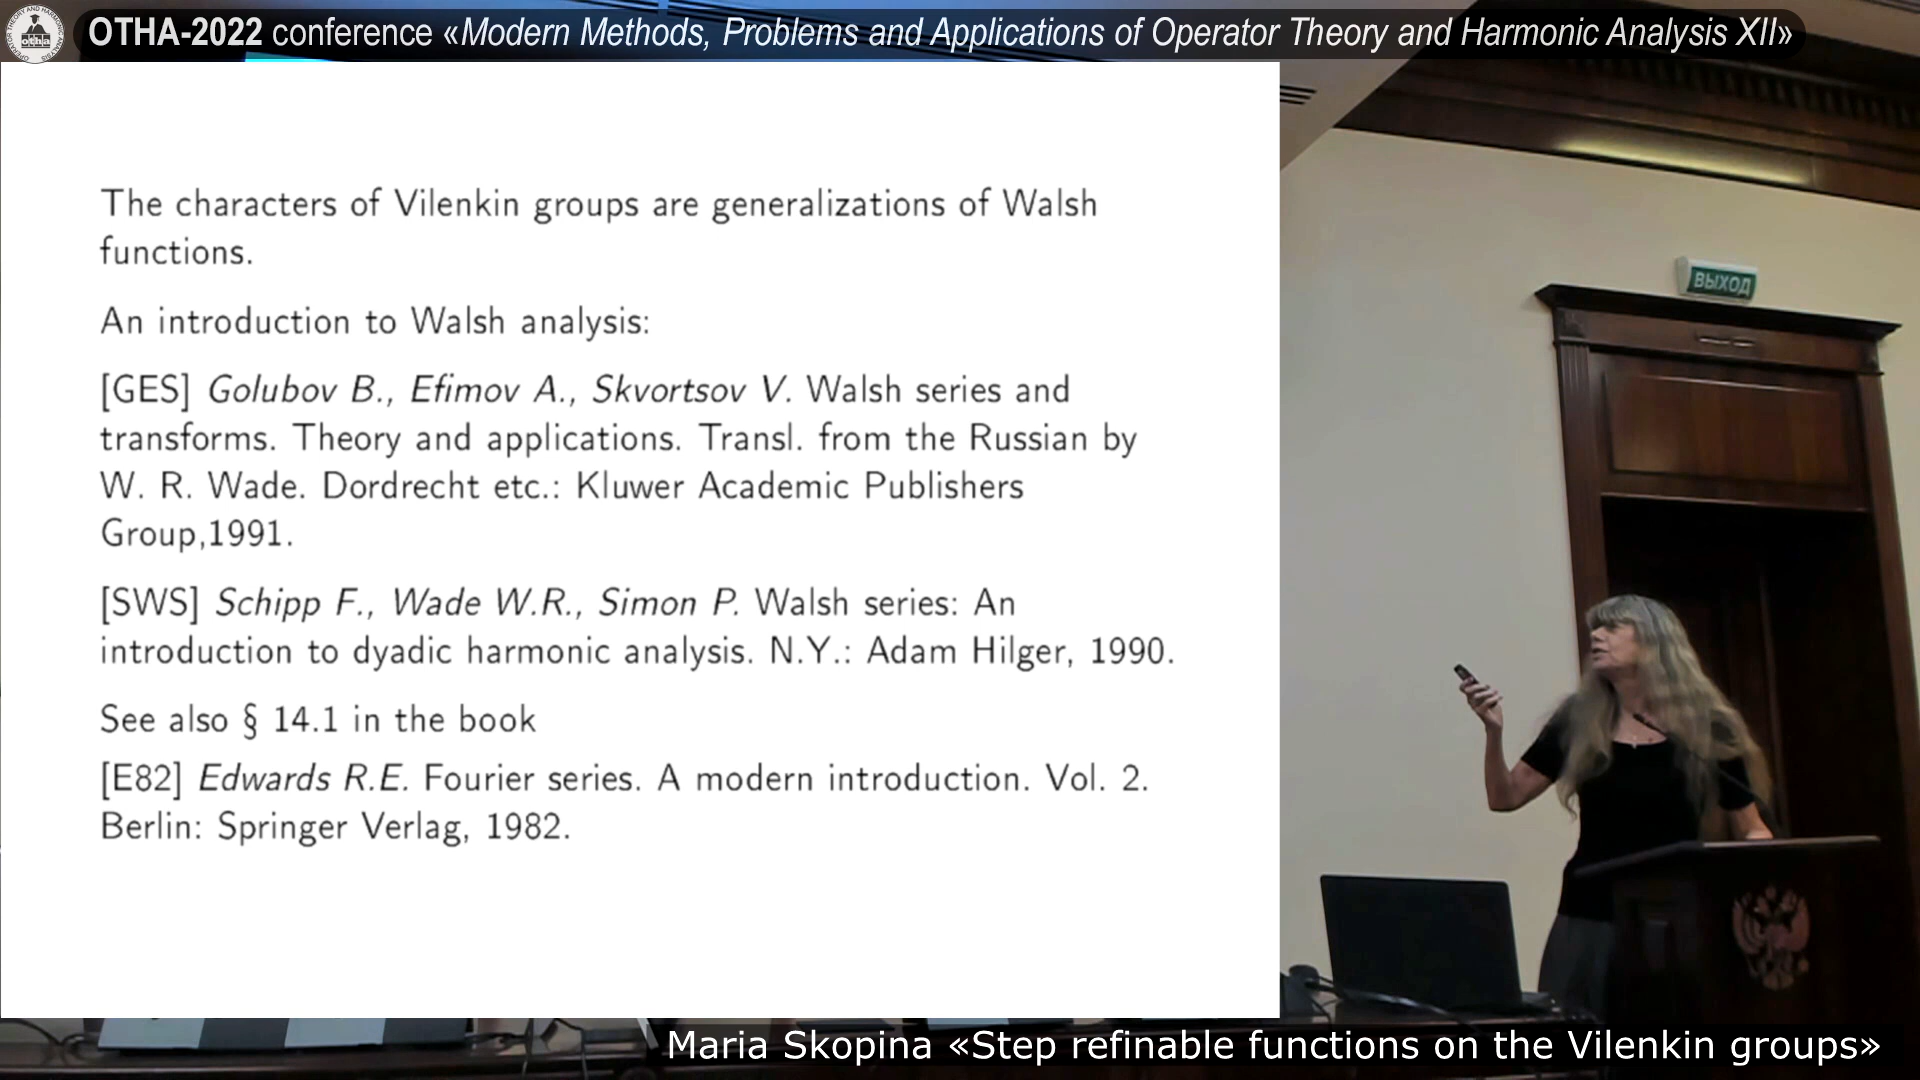 OTHA-2022 conference «Modern Methods, Problems and Applications of Operator Theory and Harmonic Analysis XII»
The characters of Vilenkin groups are generalizations of Walsh
functions.
An introduction to Walsh analysis:
[GES] Golubov B., Efimov A., Skvortsov V. Walsh series and
transforms. Theory and applications. Transl. from the Russian by
W. R. Wade. Dordrecht etc.: Kluwer Academic Publishers
Group,1991.
[SWS] Schipp F., Wade W.R., Simon P. Walsh series: An
introduction to dyadic harmonic analysis. N.Y.: Adam Hilger, 1990.
See also § 14.1 in the book
[E82] Edwards R.E. Fourier series. A modern introduction. Vol. 2.
Berlin: Springer Verlag, 1982.
ВЫХОД
Maria Skopina «Step refinable functions on the Vilenkin groups»